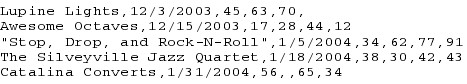 Lupine Lights,12/3/2003,45,63,70,
Awesome Octaves,12/15/2003,17,28,44,12
"Stop, Drop, and Rock-N-Roll",1/5/2004,34,62,77,91
The Silveyville Jazz Quartet,1/18/2004,38,30,42,43
Catalina Converts,1/31/2004,56,,65,34